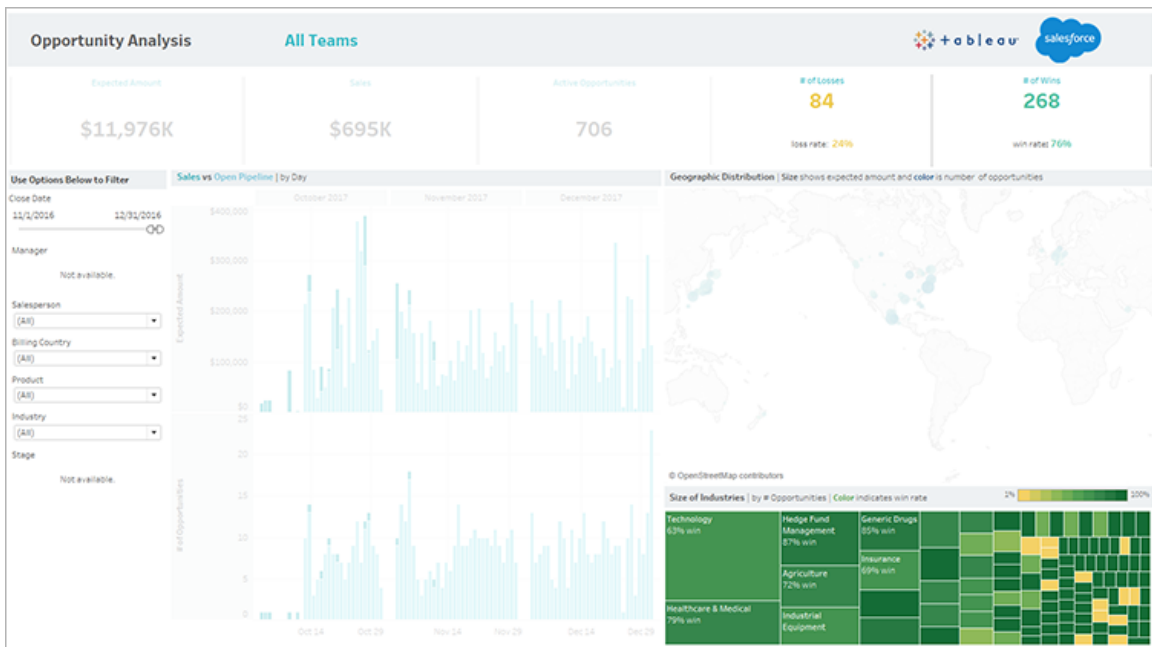 Opportunity Analysis
All Teams
+ a b l e a u
salesforce
Expected Amount
$11,976K
Sales
$695K
Active Opportunities
706
# of Losses
84
loss rate: 24%
# of Wins
268
win rate: 76%
Use Options Below to Filter
Close Date
11/1/2016 12/31/2016
Manager
Not available.
Salesperson
(All)
Billing Country
(All)
Product
(All)
Industry
(All)
Stage
Not available.
Sales vs Open Pipeline | by Day
October 2017 November 2017 December 2017
Expected Amount
$400,000
$300,000
$200,000
$100,000
$0
# of Opportunities
25
20
15
10
5
0
Oct 14 Oct 29 Nov 14 Nov 29 Dec 14 Dec 29
Geographic Distribution | Size shows expected amount and color is number of opportunities
© OpenStreetMap contributors
Size of Industries | by # Opportunities | Color indicates win rate
1% 100%
Technology
63% win
Healthcare & Medical
79% win
Hedge Fund
Management
87% win
Agriculture
72% win
Industrial
Equipment
Generic Drugs
85% win
Insurance
69% win